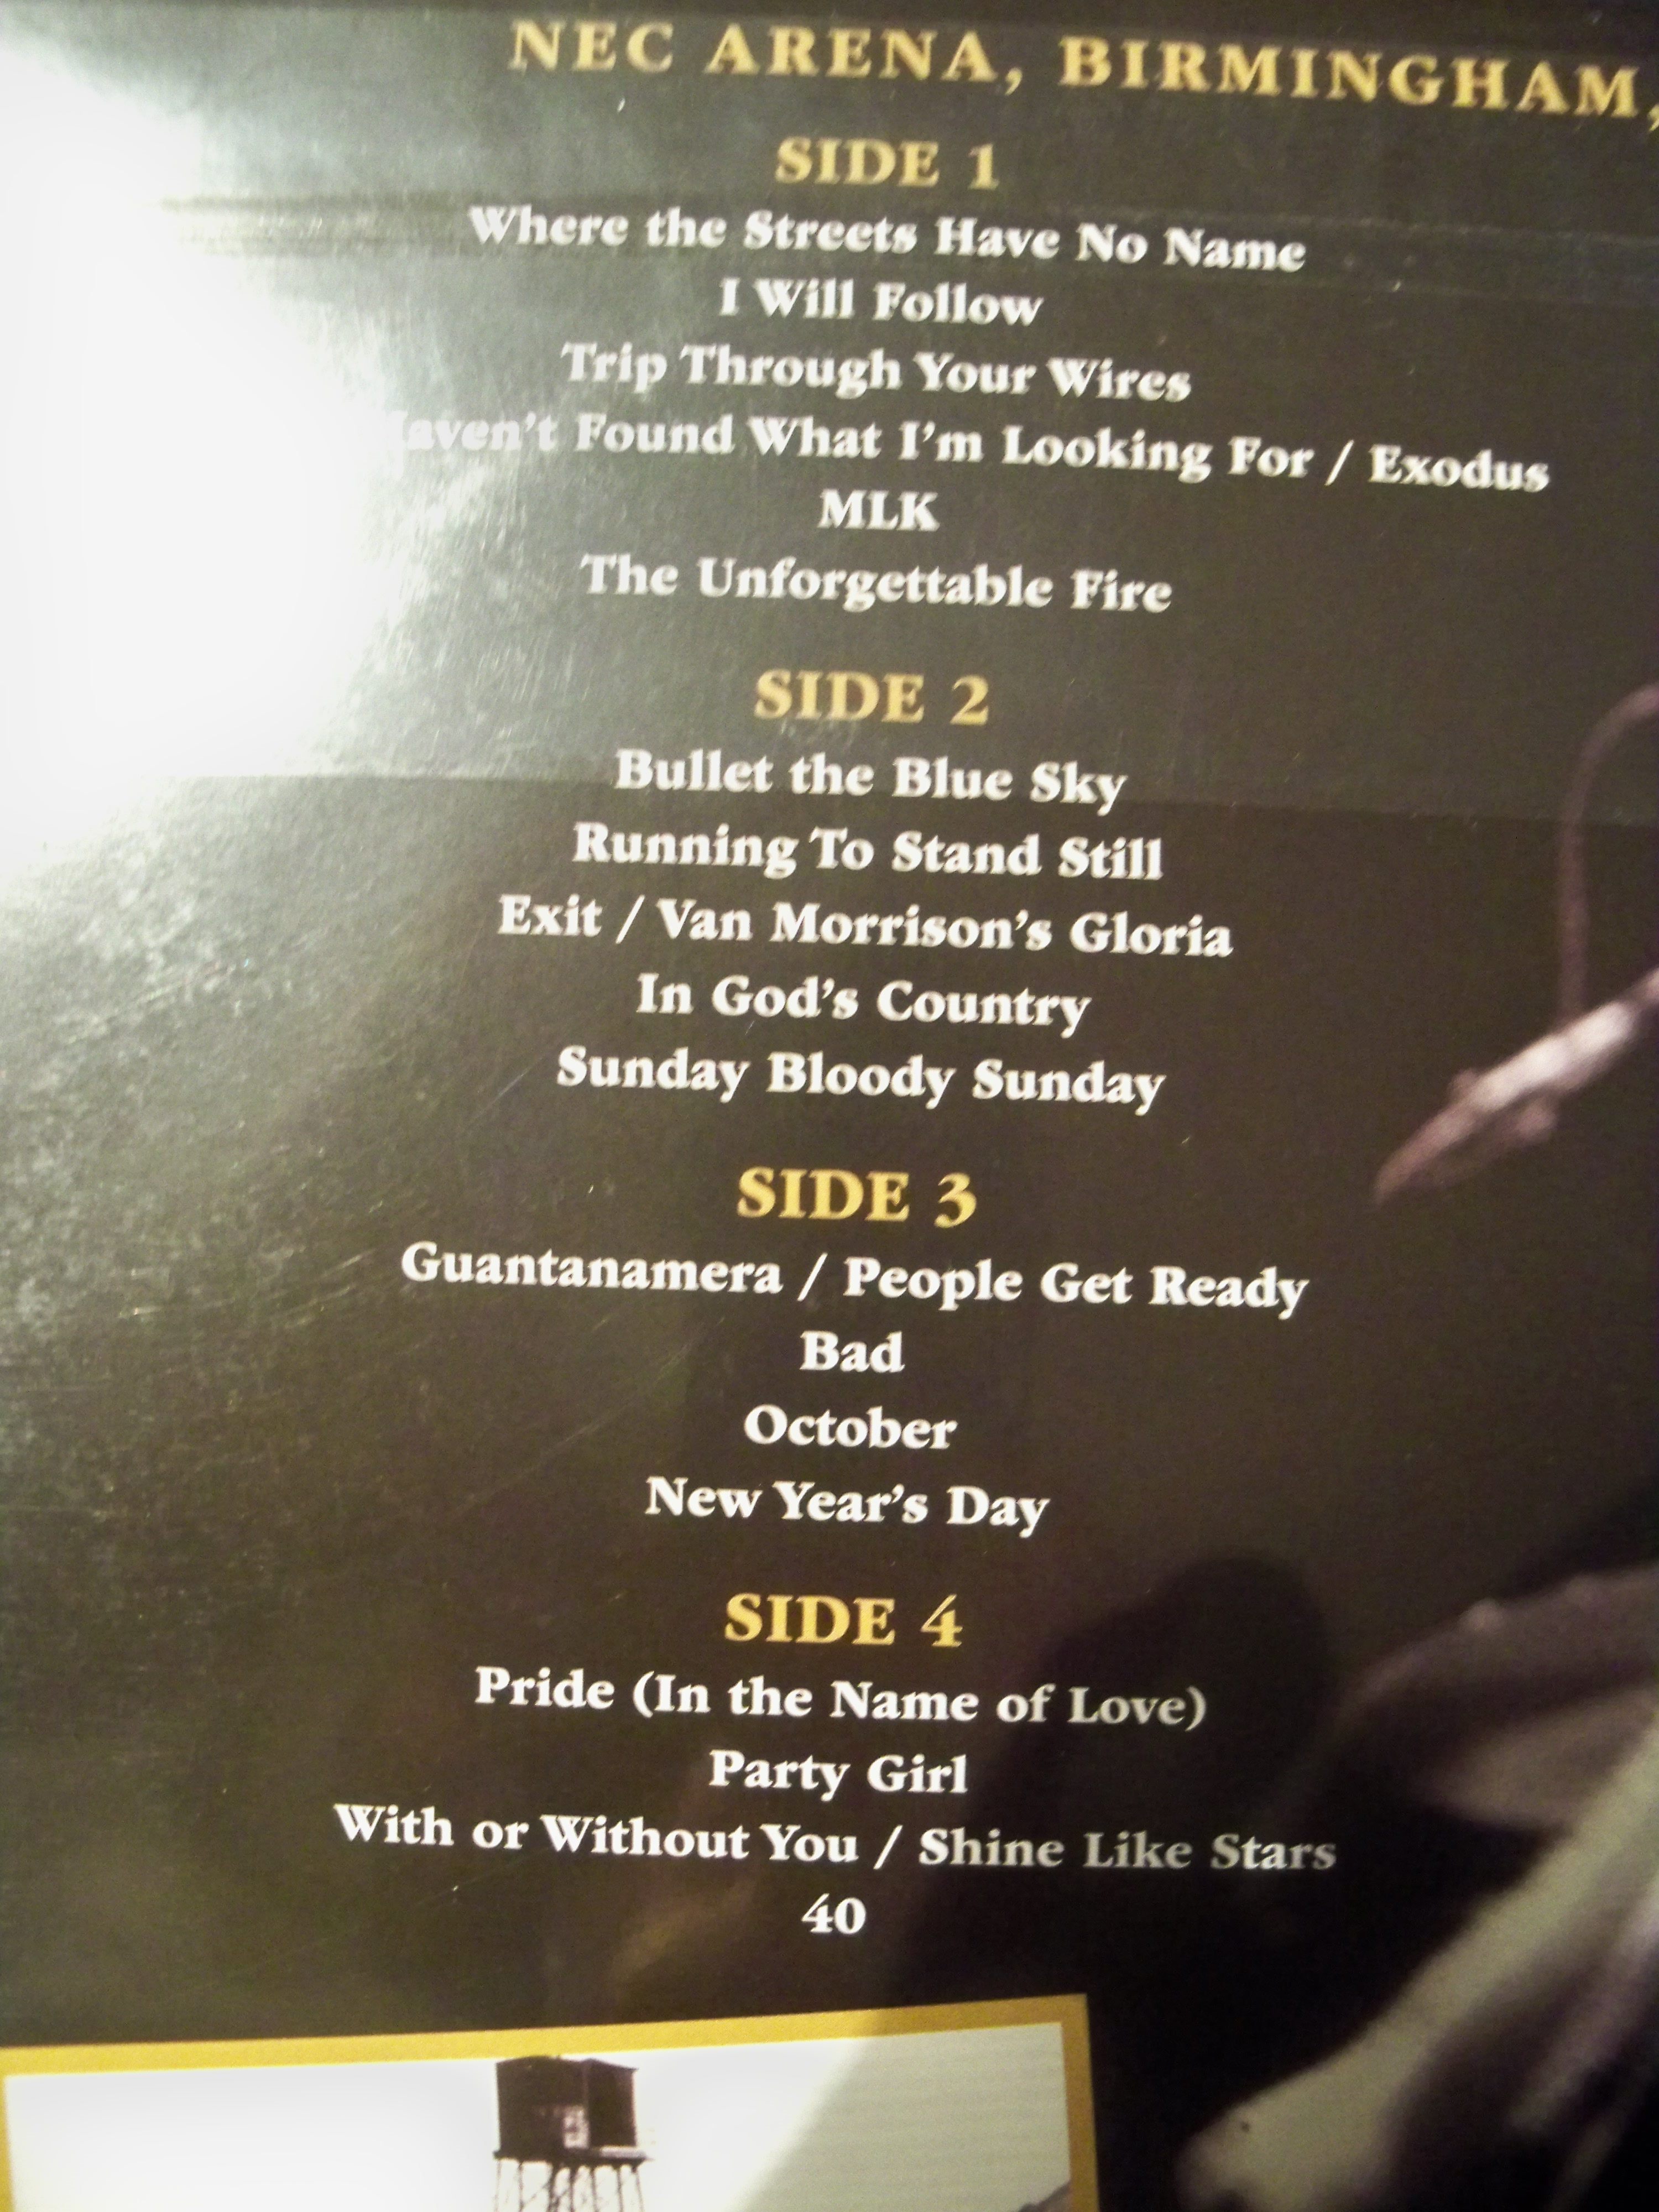 NEC ARENA, BIRMINGHAM,
SIDE 1
Where the Streets Have No Name
I Will Follow
Trip Through Your Wires
Haven't Found What I'm Looking For / Exodus
MLK
The Unforgettable Fire
SIDE 2
Bullet the Blue Sky
Running To Stand Still
Exit / Van Morrison's Gloria
In God's Country
Sunday Bloody Sunday
SIDE 3
Guantanamera / People Get Ready
Bad
October
New Year's Day
SIDE 4
Pride (In the Name of Love)
Party Girl
With or Without You / Shine Like Stars
40